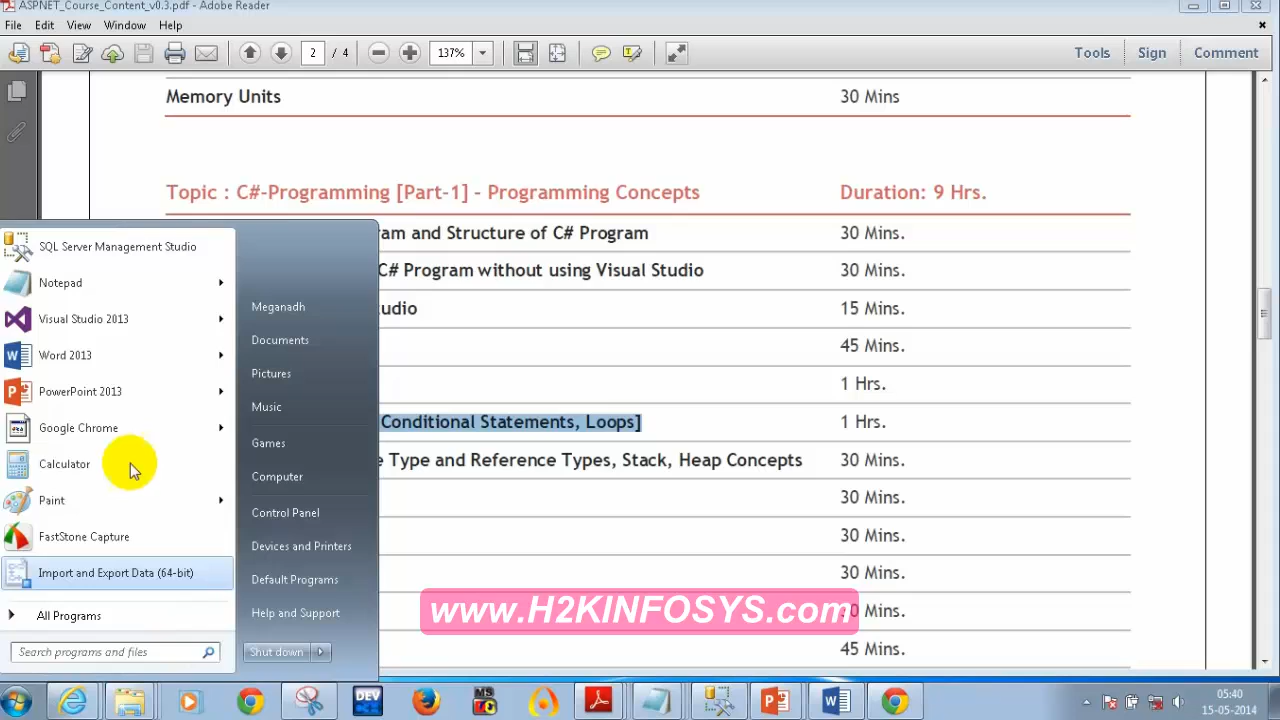 ASPNET_Course_Content_v0.3.pdf - Adobe Reader
File Edit View Window Help
2 / 4 137% Tools Sign Comment
Memory Units 30 Mins
Topic : C#-Programming [Part-1] - Programming Concepts Duration: 9 Hrs.
ram and Structure of C# Program 30 Mins.
C# Program without using Visual Studio 30 Mins.
udio 15 Mins.
45 Mins.
1 Hrs.
Conditional Statements, Loops] 1 Hrs.
e Type and Reference Types, Stack, Heap Concepts 30 Mins.
30 Mins.
30 Mins.
30 Mins.
0 Mins.
45 Mins.
SQL Server Management Studio
Notepad
Visual Studio 2013
Word 2013
PowerPoint 2013
Google Chrome
Calculator
Paint
FastStone Capture
Import and Export Data (64-bit)
All Programs
Search programs and files
Meganadh
Documents
Pictures
Music
Games
Computer
Control Panel
Devices and Printers
Default Programs
Help and Support
Shut down
www.H2KINFOSYS.com
DEV
MS
05:40
15-05-2014